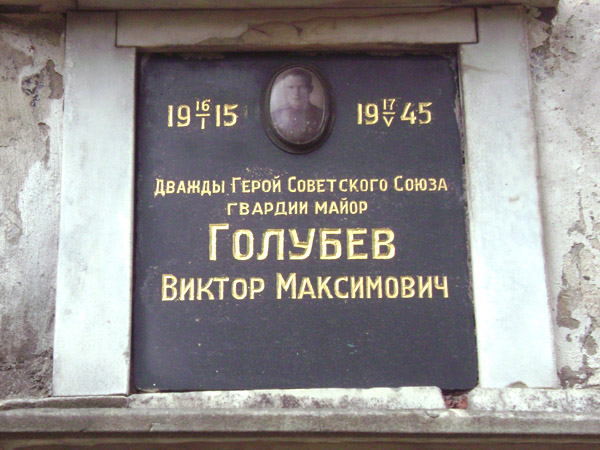 19 16/I 15 19 17/V 45
Дважды Герой Советского Союза
гвардии майор
Голубев
Виктор Максимович